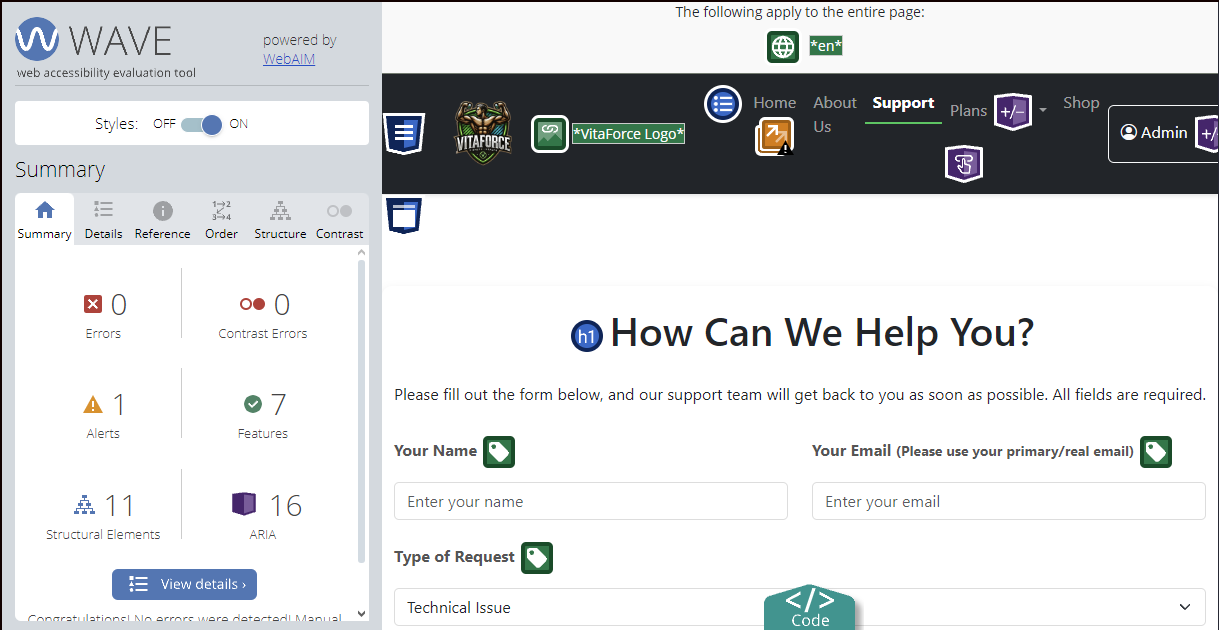 WAVE
powered by
WebAIM
web accessibility evaluation tool
Styles: OFF ON
Summary
Summary Details Reference Order Structure Contrast
0 0
Errors Contrast Errors
1 7
Alerts Features
11 16
Structural Elements ARIA
View details ›
Congratulations! No errors were detected! Manual
The following apply to the entire page:
*en*
VITAFORCE *VitaForce Logo* Home About Us Support Plans +/- Shop Admin +/
h1 How Can We Help You?
Please fill out the form below, and our support team will get back to you as soon as possible. All fields are required.
Your Name Your Email (Please use your primary/real email)
Enter your name Enter your email
Type of Request
Technical Issue
</> Code